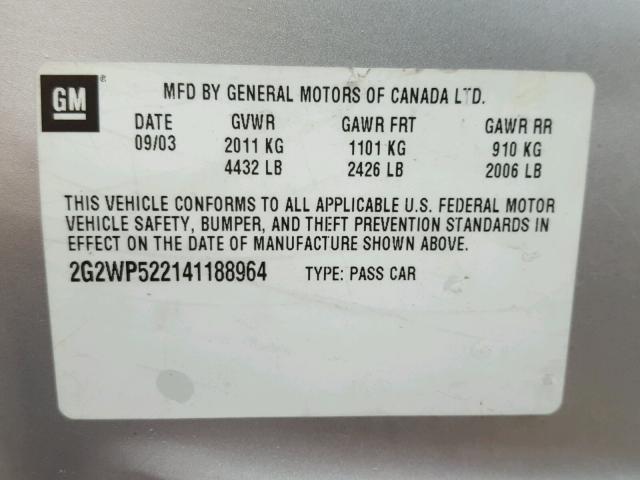 GM ®
MFD BY GENERAL MOTORS OF CANADA LTD.
DATE GVWR GAWR FRT GAWR RR
09/03 2011 KG 1101 KG 910 KG
4432 LB 2426 LB 2006 LB
THIS VEHICLE CONFORMS TO ALL APPLICABLE U.S. FEDERAL MOTOR
VEHICLE SAFETY, BUMPER, AND THEFT PREVENTION STANDARDS IN
EFFECT ON THE DATE OF MANUFACTURE SHOWN ABOVE.
2G2WP522141188964 TYPE: PASS CAR